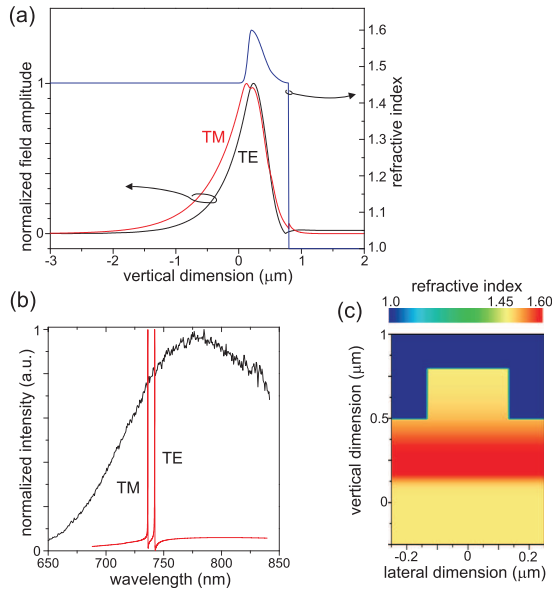 (a)
normalized field amplitude
1
0
TM
TE
1.6
1.5
1.4
1.3
1.2
1.1
1.0
refractive index
-3 -2 -1 0 1 2
vertical dimension (μm)
(b)
normalized intensity (a.u.)
1
0
TM
TE
650 700 750 800 850
wavelength (nm)
(c)
refractive index
1.0 1.45 1.60
vertical dimension (μm)
1.0
0.5
0
-0.2 0 0.2
lateral dimension (μm)